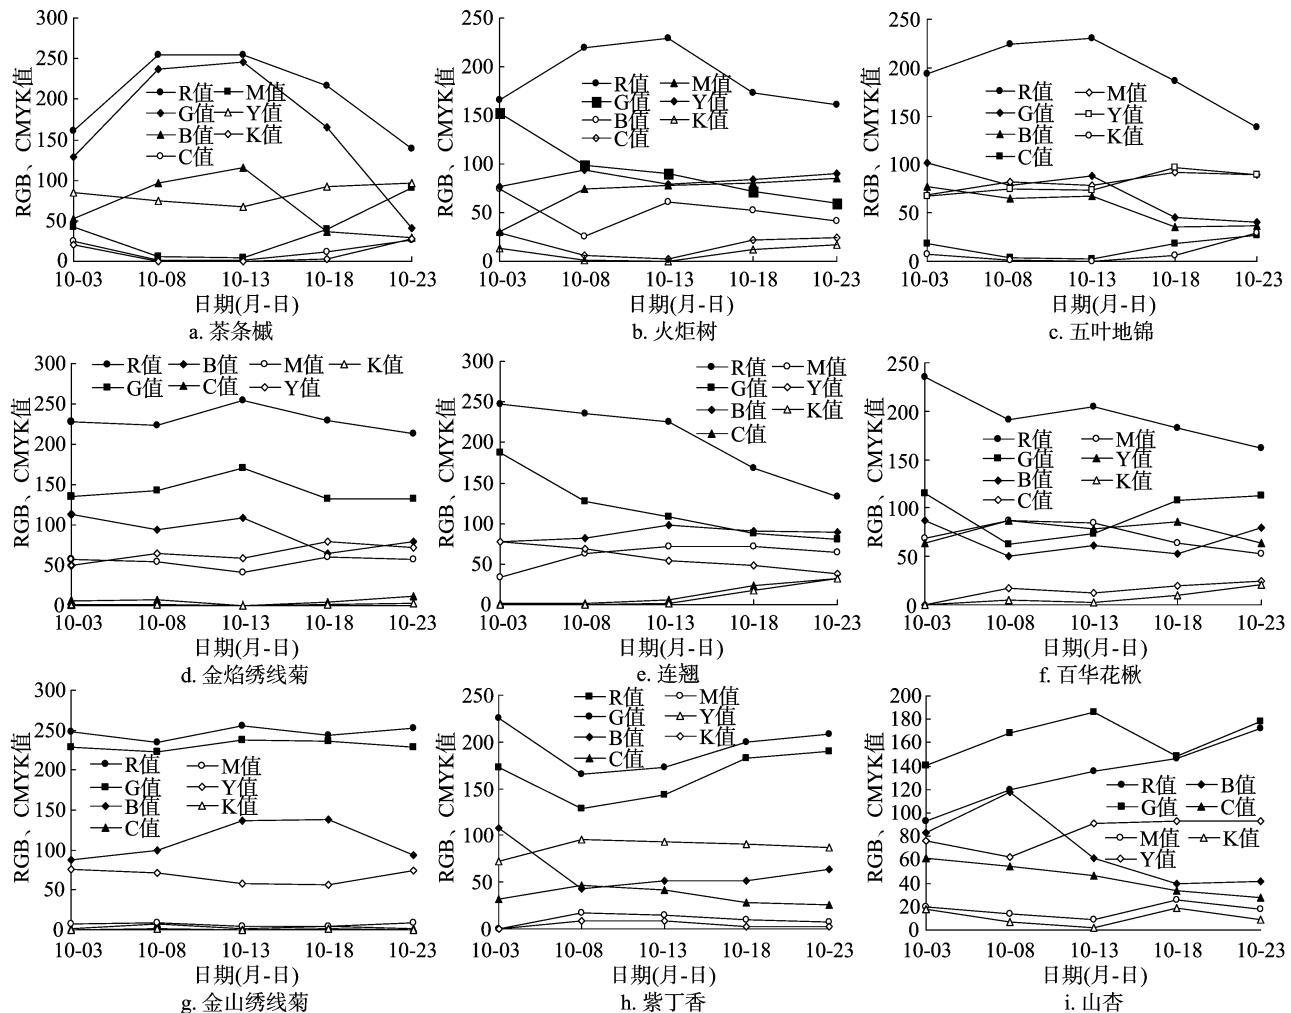 RGB、CMYK值
300
250
200
150
100
50
0
R值 M值
G值 Y值
B值 K值
C值
10-03 10-08 10-13 10-18 10-23
日期(月-日)
a. 茶条槭
RGB、CMYK值
250
200
150
100
50
0
R值 M值
G值 Y值
B值 K值
C值
10-03 10-08 10-13 10-18 10-23
日期(月-日)
b. 火炬树
RGB、CMYK值
250
200
150
100
50
0
R值 M值
G值 Y值
B值 K值
C值
10-03 10-08 10-13 10-18 10-23
日期(月-日)
c. 五叶地锦
RGB、CMYK值
300
250
200
150
100
50
0
R值 B值 M值 K值
G值 C值 Y值
10-03 10-08 10-13 10-18 10-23
日期(月-日)
d. 金焰绣线菊
RGB、CMYK值
300
250
200
150
100
50
0
R值 M值
G值 Y值
B值 K值
C值
10-03 10-08 10-13 10-18 10-23
日期(月-日)
e. 连翘
RGB、CMYK值
250
200
150
100
50
0
R值 M值
G值 Y值
B值 K值
C值
10-03 10-08 10-13 10-18 10-23
日期(月-日)
f. 百华花楸
RGB、CMYK值
300
250
200
150
100
50
0
R值 M值
G值 Y值
B值 K值
C值
10-03 10-08 10-13 10-18 10-23
日期(月-日)
g. 金山绣线菊
RGB、CMYK值
250
200
150
100
50
0
R值 M值
G值 Y值
B值 K值
C值
10-03 10-08 10-13 10-18 10-23
日期(月-日)
h. 紫丁香
RGB、CMYK值
200
180
160
140
120
100
80
60
40
20
0
R值 B值
G值 C值
M值 K值
Y值
10-03 10-08 10-13 10-18 10-23
日期(月-日)
i. 山杏